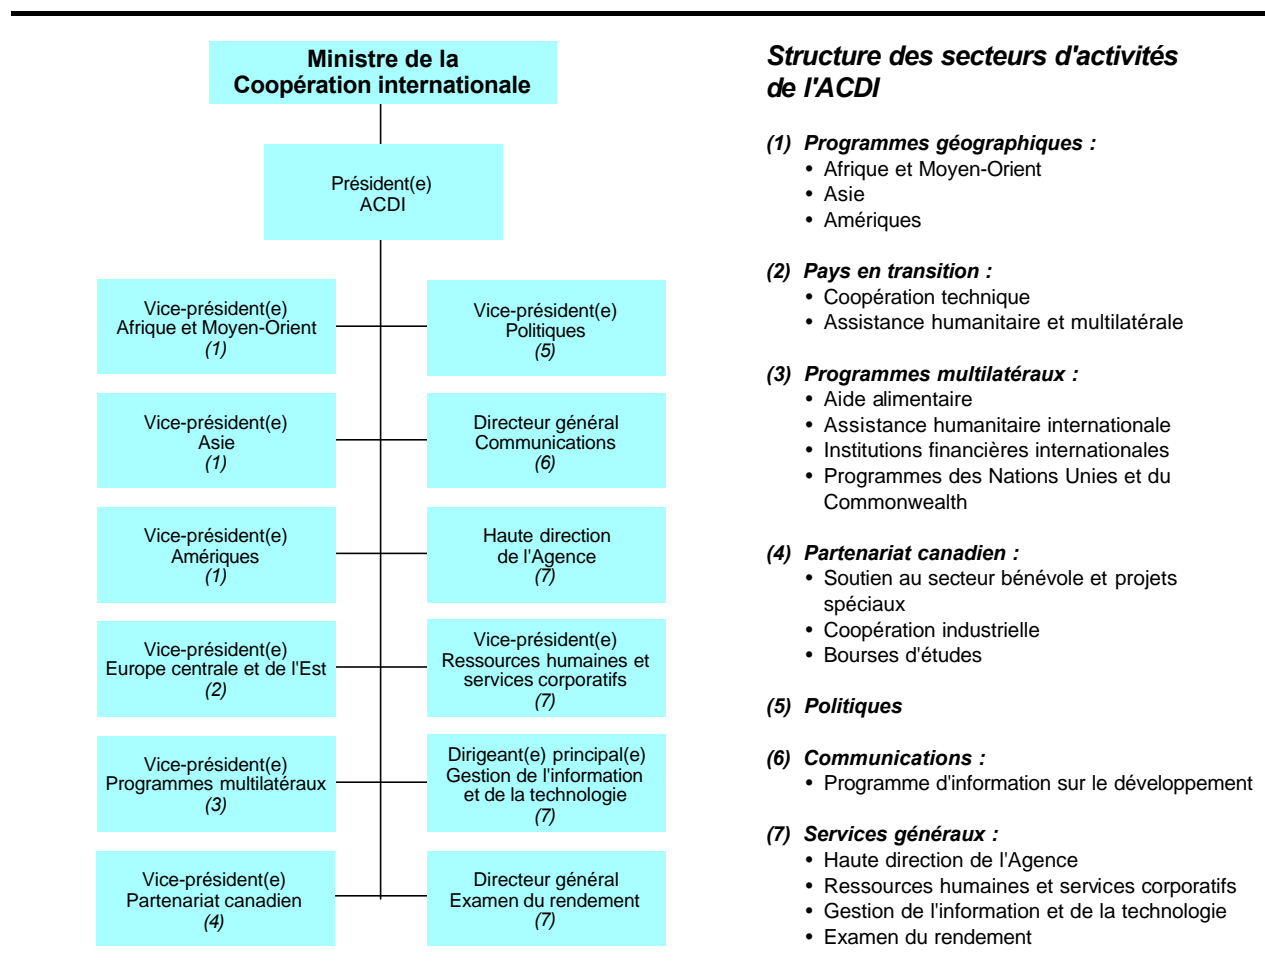 Ministre de la
Coopération internationale
Président(e)
ACDI
Vice-président(e)
Afrique et Moyen-Orient
(1)
Vice-président(e)
Politiques
(5)
Vice-président(e)
Asie
(1)
Directeur général
Communications
(6)
Vice-président(e)
Amériques
(1)
Haute direction
de l'Agence
(7)
Vice-président(e)
Europe centrale et de l'Est
(2)
Vice-président(e)
Ressources humaines et
services corporatifs
(7)
Vice-président(e)
Programmes multilatéraux
(3)
Dirigeant(e) principal(e)
Gestion de l'information
et de la technologie
(7)
Vice-président(e)
Partenariat canadien
(4)
Directeur général
Examen du rendement
(7)
Structure des secteurs d'activités
de l'ACDI
(1) Programmes géographiques :
• Afrique et Moyen-Orient
• Asie
• Amériques
(2) Pays en transition :
• Coopération technique
• Assistance humanitaire et multilatérale
(3) Programmes multilatéraux :
• Aide alimentaire
• Assistance humanitaire internationale
• Institutions financières internationales
• Programmes des Nations Unies et du
Commonwealth
(4) Partenariat canadien :
• Soutien au secteur bénévole et projets
spéciaux
• Coopération industrielle
• Bourses d'études
(5) Politiques
(6) Communications :
• Programme d'information sur le développement
(7) Services généraux :
• Haute direction de l'Agence
• Ressources humaines et services corporatifs
• Gestion de l'information et de la technologie
• Examen du rendement